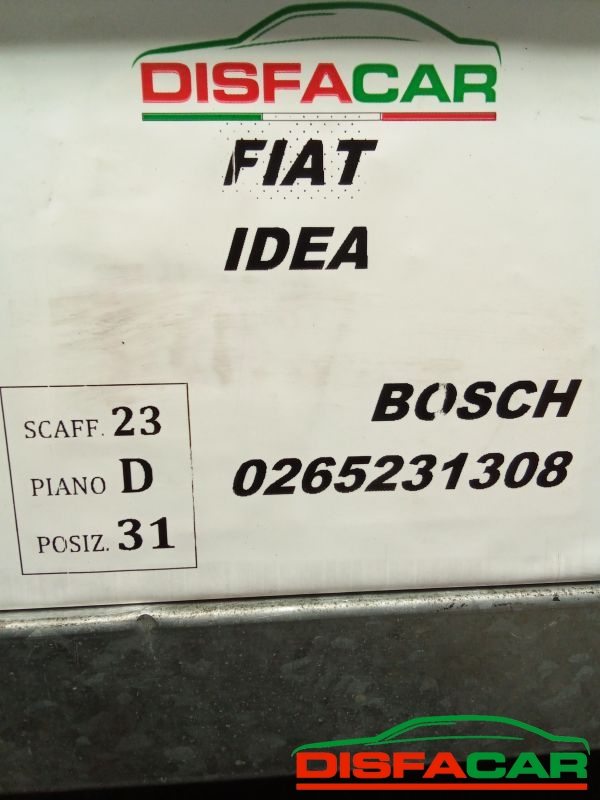 DISFACAR
FIAT
IDEA
BOSCH
0265231308
SCAFF. 23
PIANO D
POSIZ. 31
DISFACAR